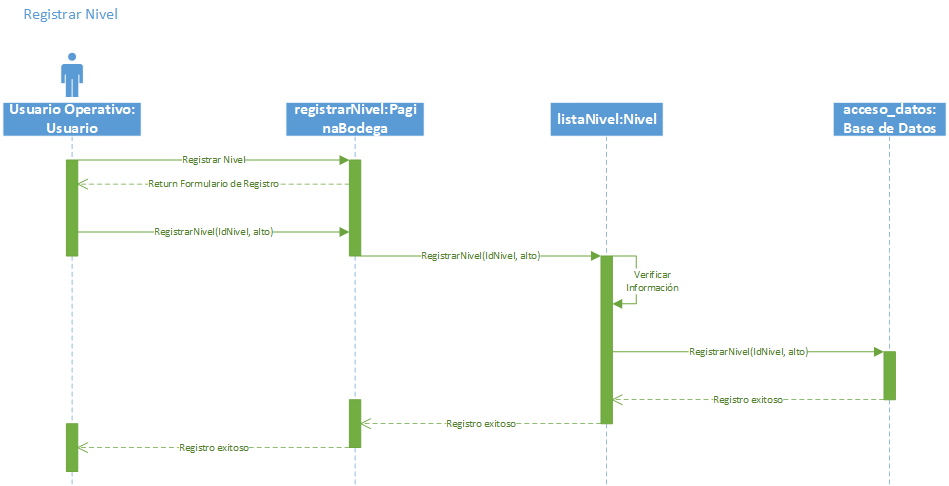 Registrar Nivel
Usuario Operativo:
Usuario
registrarNivel:Pagi
naBodega
listaNivel:Nivel
acceso_datos:
Base de Datos
Registrar Nivel
Return Formulario de Registro
RegistrarNivel(IdNivel, alto)
RegistrarNivel(IdNivel, alto)
Verificar
Información
RegistrarNivel(IdNivel, alto)
Registro exitoso
Registro exitoso
Registro exitoso